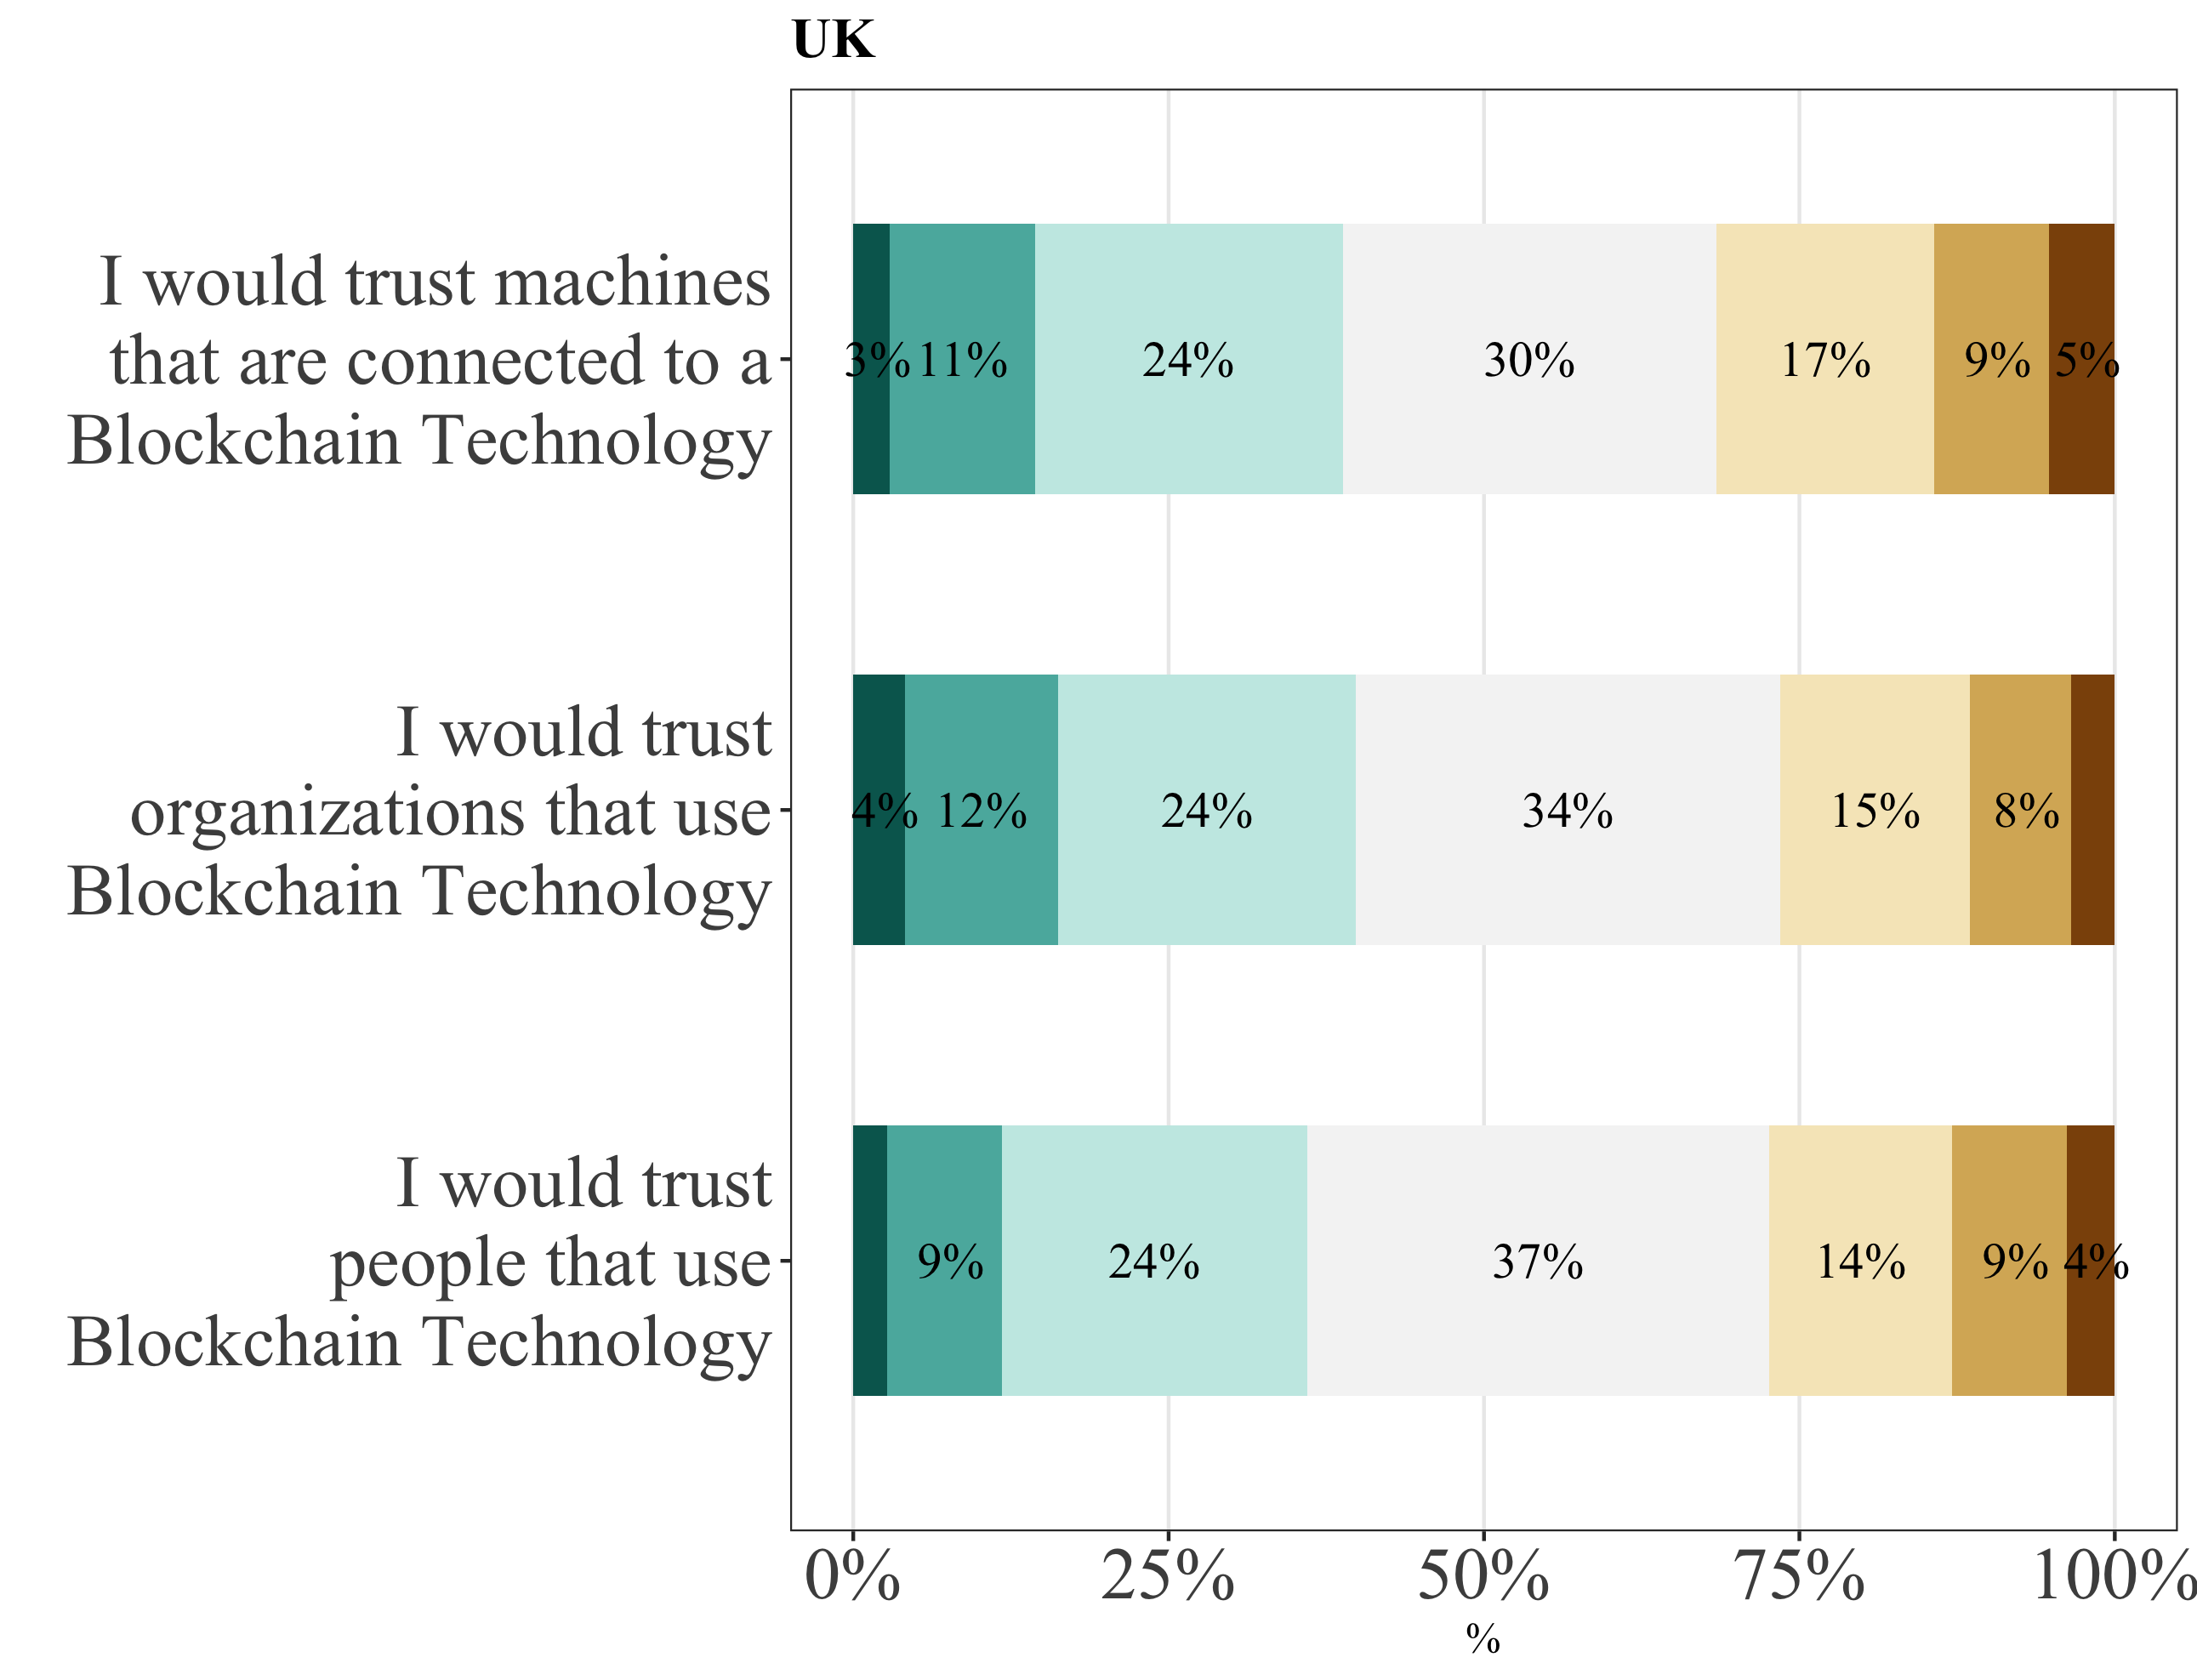 UK
I would trust machines
that are connected to a
Blockchain Technology
3% 11% 24% 30% 17% 9% 5%
I would trust
organizations that use
Blockchain Technology
4% 12% 24% 34% 15% 8%
I would trust
people that use
Blockchain Technology
9% 24% 37% 14% 9% 4%
0% 25% 50% 75% 100%
%